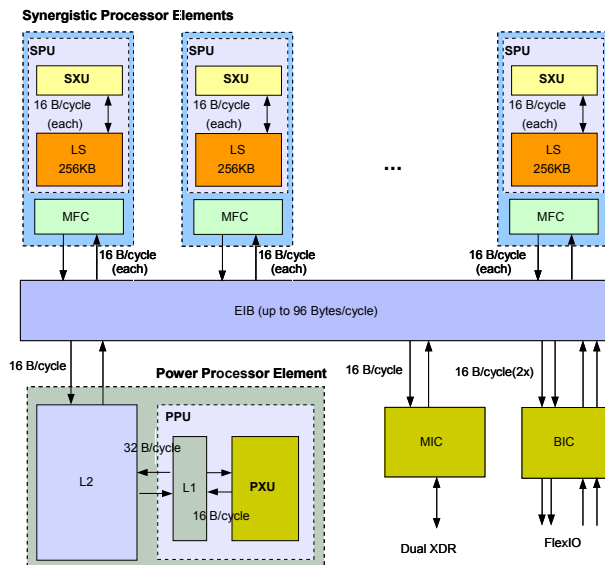 Synergistic Processor Elements
SPU
SPU
SPU
SXU
SXU
SXU
16 B/cycle
(each)
16 B/cycle
(each)
16 B/cycle
(each)
LS
256KB
LS
256KB
LS
256KB
...
MFC
MFC
MFC
16 B/cycle
(each)
16 B/cycle
(each)
16 B/cycle
(each)
EIB (up to 96 Bytes/cycle)
16 B/cycle
16 B/cycle
16 B/cycle(2x)
Power Processor Element
PPU
L2
32 B/cycle
L1
PXU
16 B/cycle
MIC
BIC
Dual XDR
FlexIO